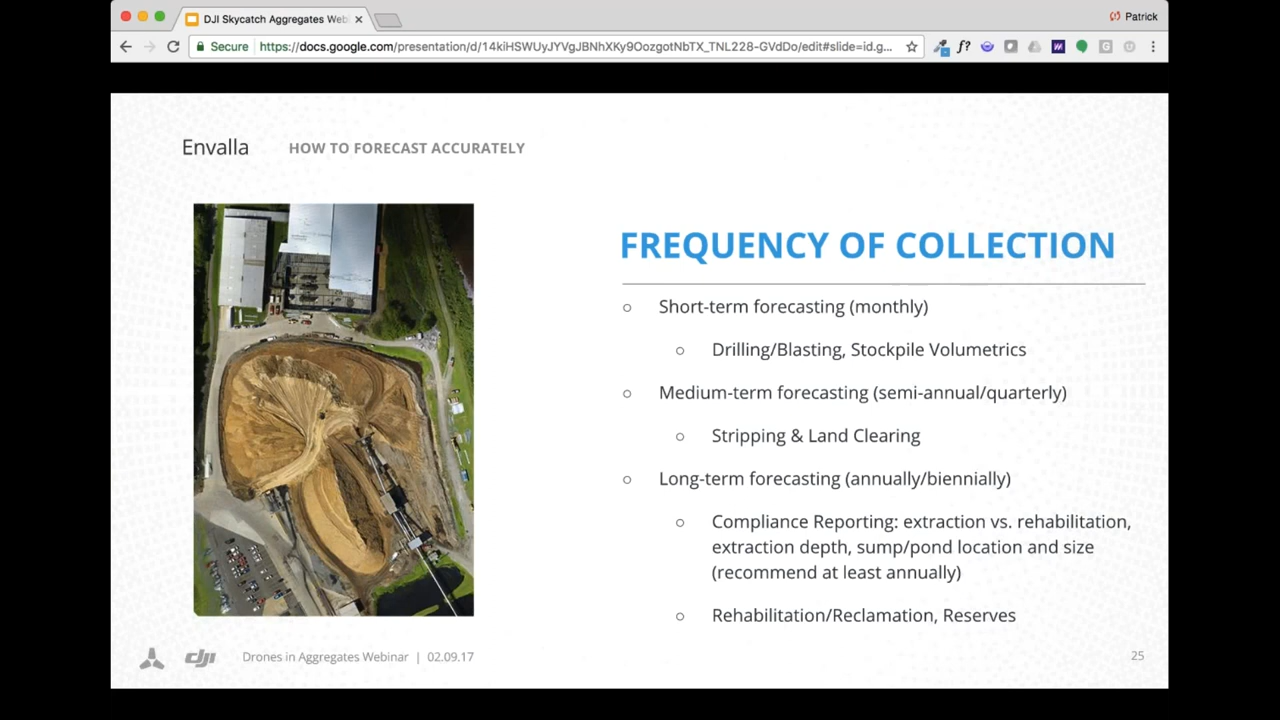 DJI Skycatch Aggregates Web
Patrick
Secure
https://docs.google.com/presentation/d/14kiHSWUyJYVgJBNhXKy9OozgotNbTX_TNL228-GVdDo/edit#slide=id.g...
f?
Envalla
HOW TO FORECAST ACCURATELY
FREQUENCY OF COLLECTION
Short-term forecasting (monthly)
Drilling/Blasting, Stockpile Volumetrics
Medium-term forecasting (semi-annual/quarterly)
Stripping & Land Clearing
Long-term forecasting (annually/biennially)
Compliance Reporting: extraction vs. rehabilitation,
extraction depth, sump/pond location and size
(recommend at least annually)
Rehabilitation/Reclamation, Reserves
dji
Drones in Aggregates Webinar | 02.09.17
25